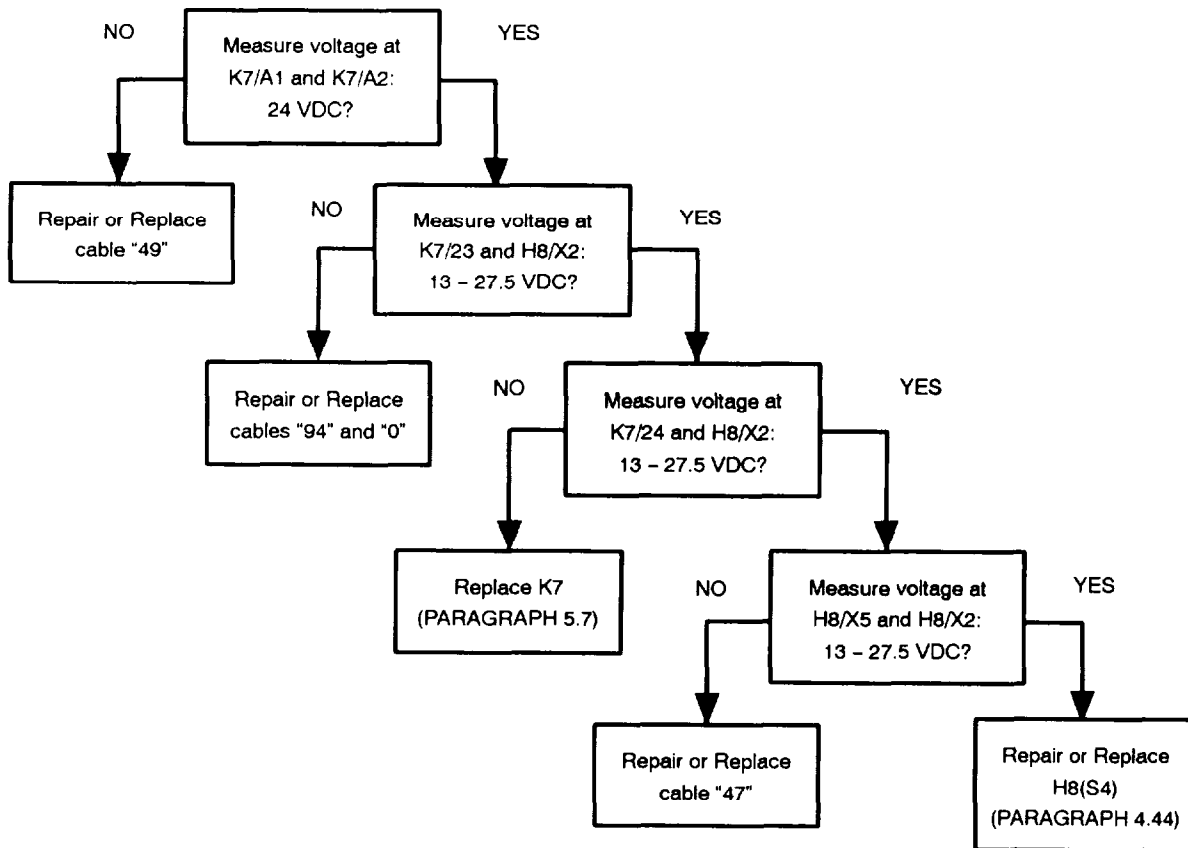 NO
YES
Measure voltage at
K7/A1 and K7/A2:
24 VDC?
Repair or Replace
cable "49"
NO
YES
Measure voltage at
K7/23 and H8/X2:
13 – 27.5 VDC?
Repair or Replace
cables "94" and "0"
NO
YES
Measure voltage at
K7/24 and H8/X2:
13 – 27.5 VDC?
Replace K7
(PARAGRAPH 5.7)
NO
YES
Measure voltage at
H8/X5 and H8/X2:
13 – 27.5 VDC?
Repair or Replace
cable "47"
Repair or Replace
H8(S4)
(PARAGRAPH 4.44)